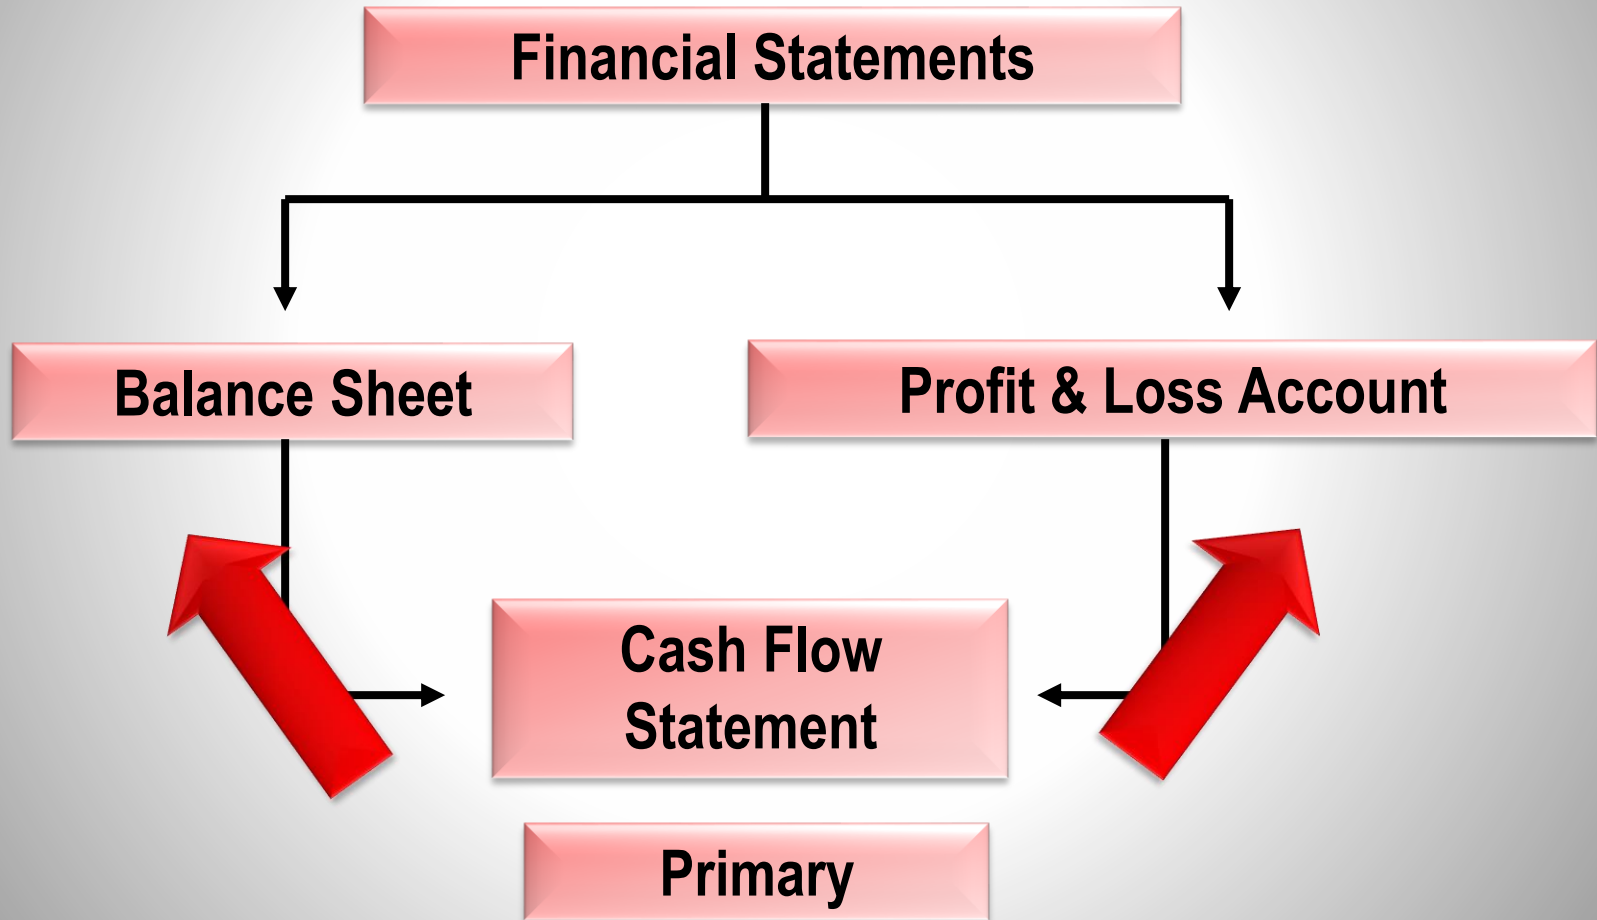 Financial Statements
Balance Sheet
Profit & Loss Account
Cash Flow
Statement
Primary